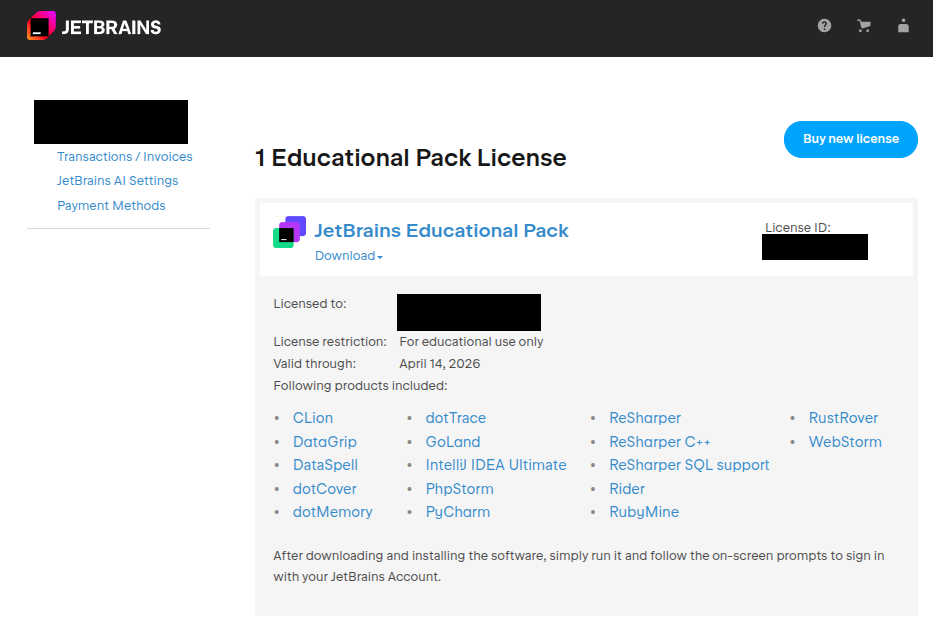 JETBRAINS
Transactions / Invoices
JetBrains AI Settings
Payment Methods
1 Educational Pack License
Buy new license
JetBrains Educational Pack
Download
License ID:
Licensed to:
License restriction: For educational use only
Valid through: April 14, 2026
Following products included:
• CLion
• DataGrip
• DataSpell
• dotCover
• dotMemory
• dotTrace
• GoLand
• IntelliJ IDEA Ultimate
• PhpStorm
• PyCharm
• ReSharper
• ReSharper C++
• ReSharper SQL support
• Rider
• RubyMine
• RustRover
• WebStorm
After downloading and installing the software, simply run it and follow the on-screen prompts to sign in
with your JetBrains Account.